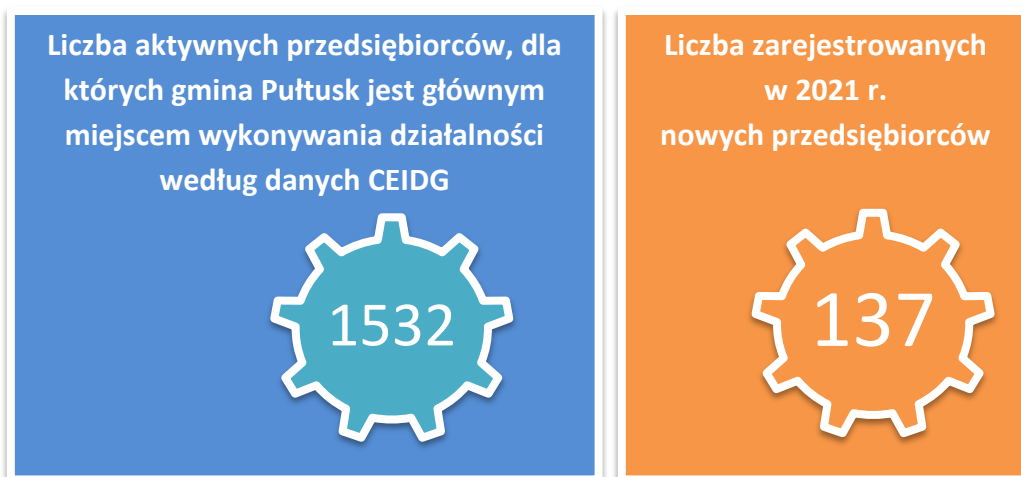 Liczba aktywnych przedsiębiorców, dla
których gmina Pułtusk jest głównym
miejscem wykonywania działalności
według danych CEIDG
1532
Liczba zarejestrowanych
w 2021 r.
nowych przedsiębiorców
137